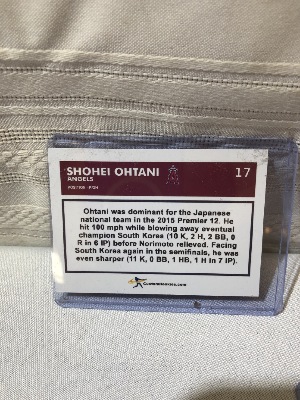 SHOHEI OHTANI
17
ANGELS
Ohtani was dominant for the Japanese
national team in the 2015 Premier 12. He
hit 100 mph while blowing away eventual
champion South Korea (10 K, 2 H, 2 BB, 0
R in 6 IP) before Norimoto relieved. Facing
South Korea again in the semifinals, he was
even sharper (11 K, 0 BB, 1 HB, 1 H in 7 IP).